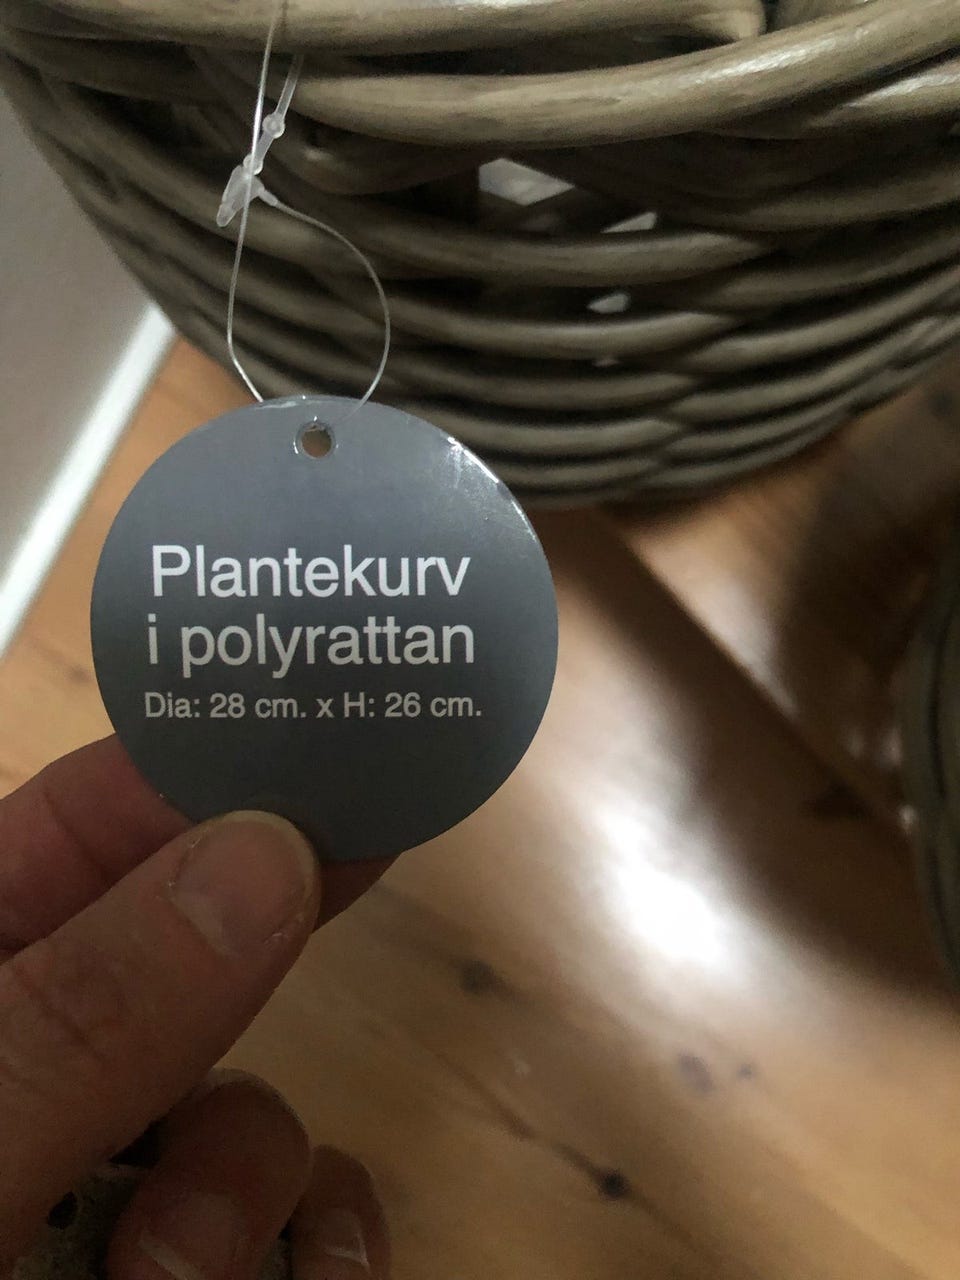 Plantekurv
i polyrattan
Dia: 28 cm. x H: 26 cm.